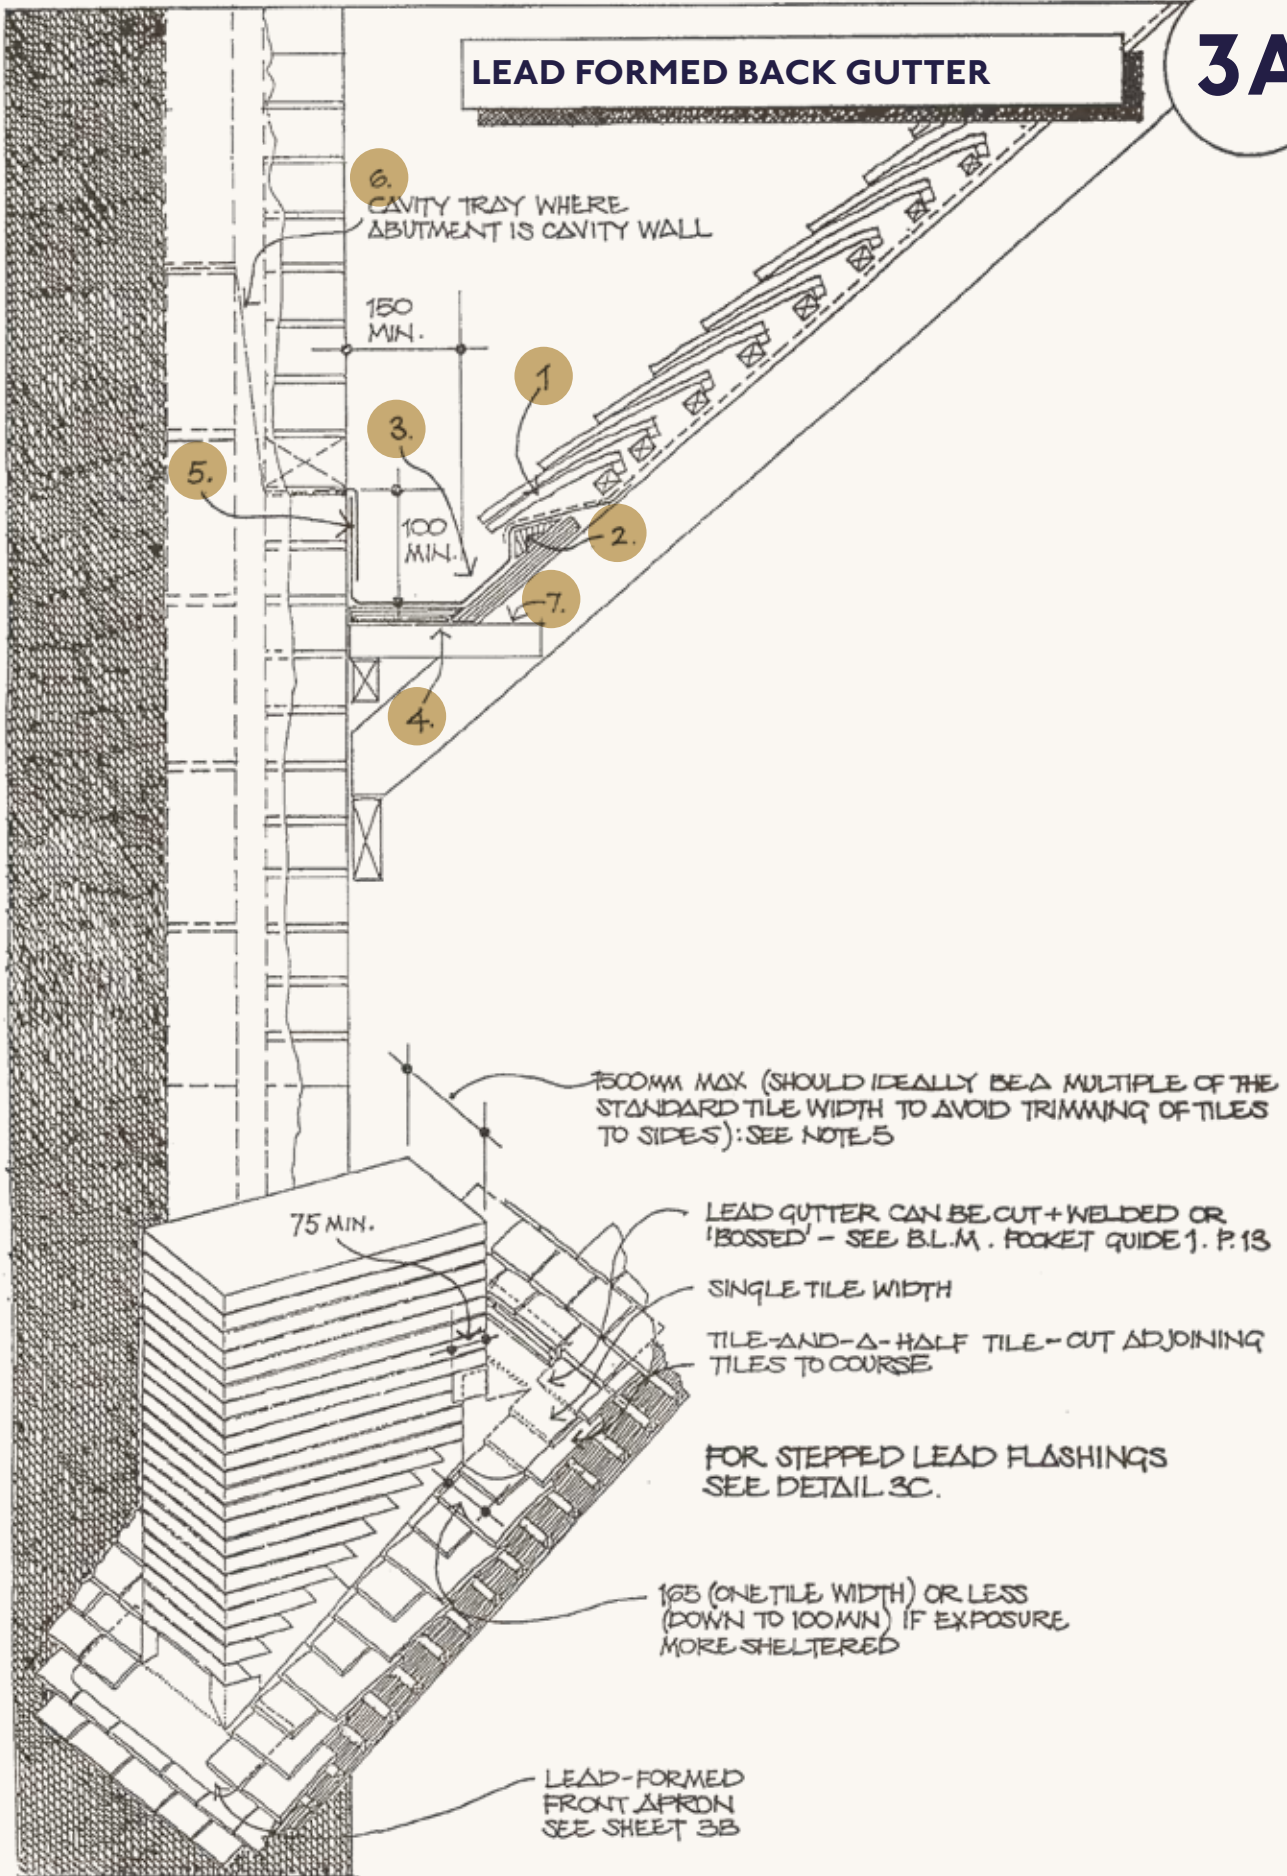 LEAD FORMED BACK GUTTER
3A
6.
CAVITY TRAY WHERE
ABUTMENT IS CAVITY WALL
150
MIN.
1
3.
5.
100
MIN.
2.
7.
4.
1500MM MAX (SHOULD IDEALLY BE A MULTIPLE OF THE
STANDARD TILE WIDTH TO AVOID TRIMMING OF TILES
TO SIDES): SEE NOTE 5
75 MIN.
LEAD GUTTER CAN BE CUT + WELDED OR
'BOSSED' - SEE B.L.M. POCKET GUIDE 1. P. 13
SINGLE TILE WIDTH
TILE-AND-A-HALF TILE - CUT ADJOINING
TILES TO COURSE
FOR STEPPED LEAD FLASHINGS
SEE DETAIL 3C.
165 (ONE TILE WIDTH) OR LESS
(DOWN TO 100 MIN) IF EXPOSURE
MORE SHELTERED
LEAD-FORMED
FRONT APRON
SEE SHEET 3B